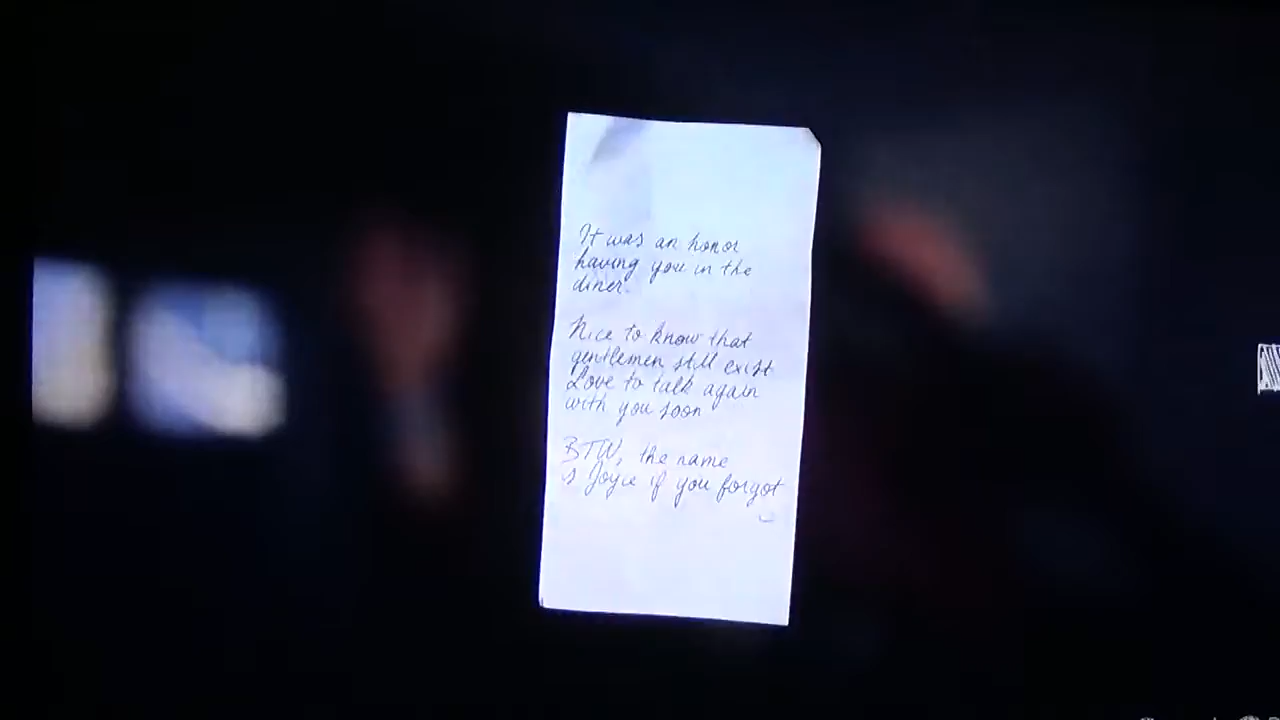 It was an honor
having you in the
diner.
Nice to know that
gentlemen still exist
Love to talk again
with you soon
BTW, the name
is Joyce if you forgot